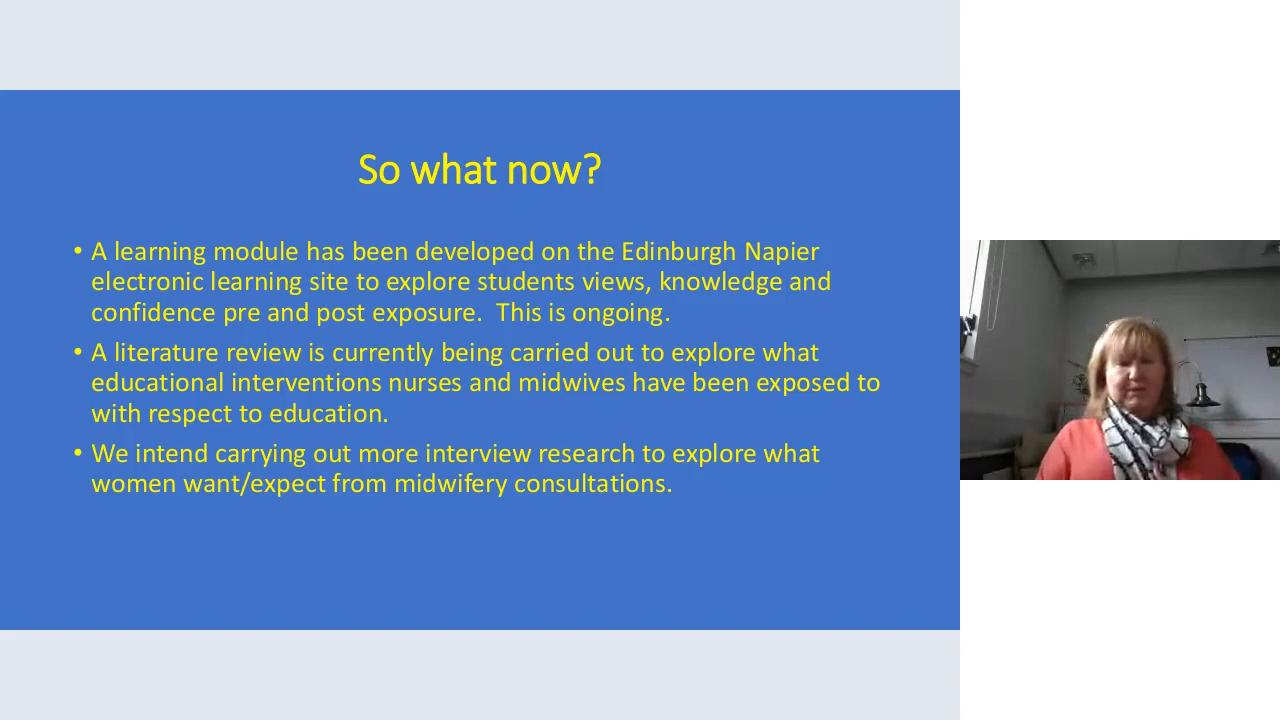 So what now?
• A learning module has been developed on the Edinburgh Napier
electronic learning site to explore students views, knowledge and
confidence pre and post exposure.  This is ongoing.
• A literature review is currently being carried out to explore what
educational interventions nurses and midwives have been exposed to
with respect to education.
• We intend carrying out more interview research to explore what
women want/expect from midwifery consultations.